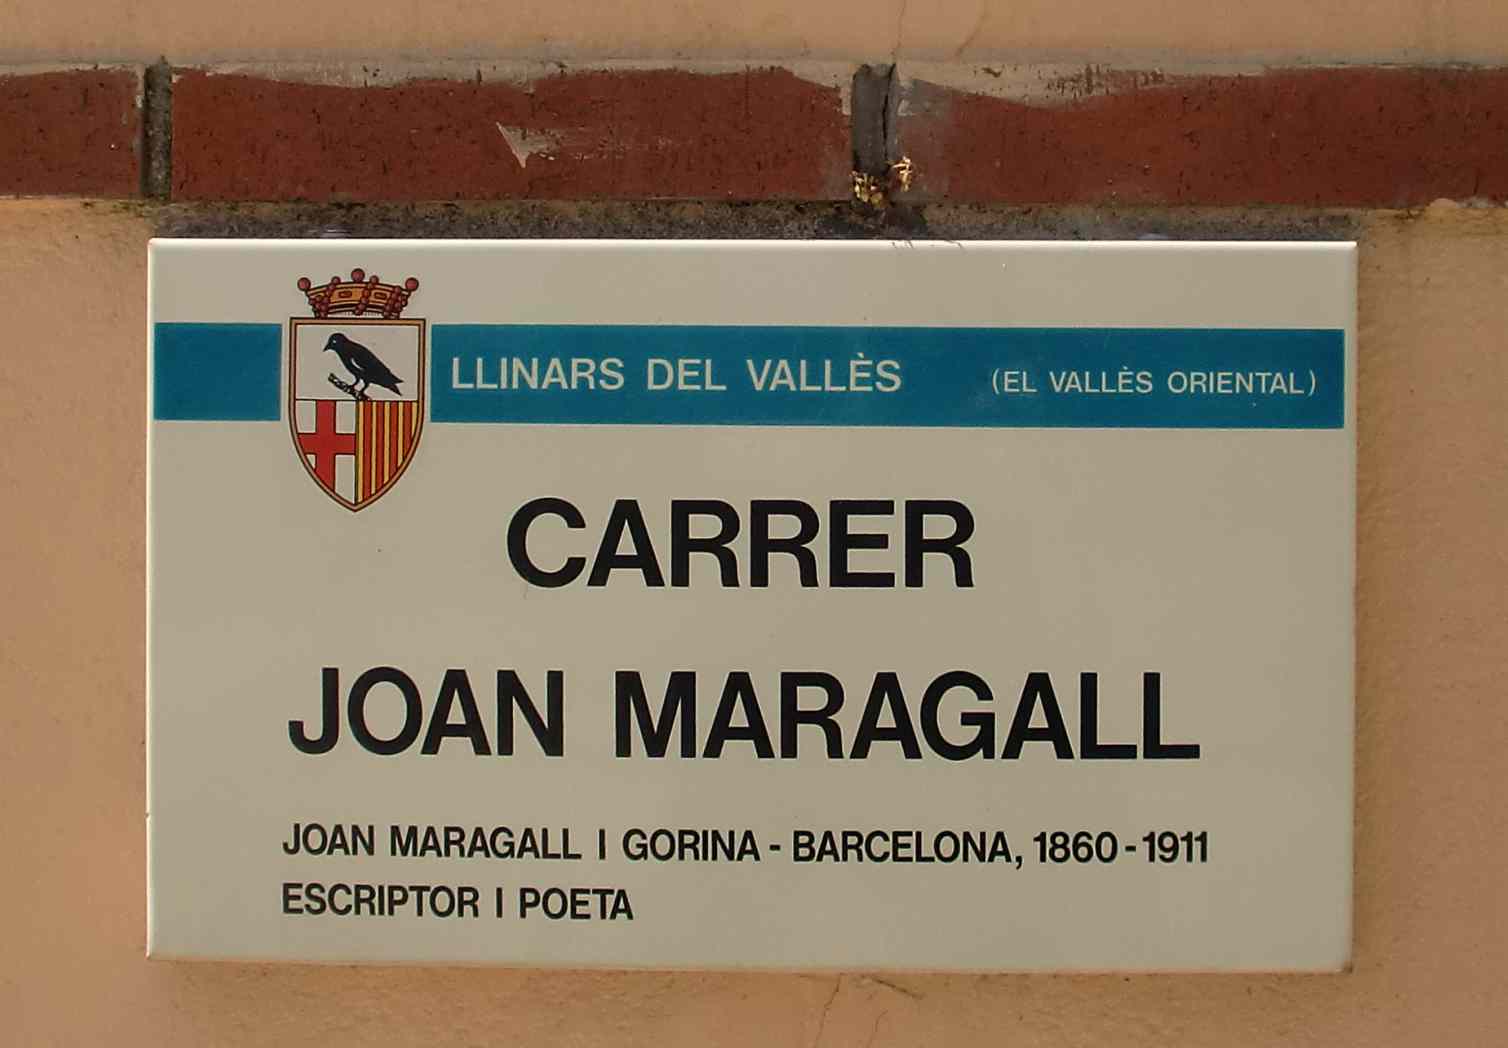 LLINARS DEL VALLÈS (EL VALLÈS ORIENTAL)
CARRER
JOAN MARAGALL
JOAN MARAGALL I GORINA - BARCELONA, 1860 - 1911
ESCRIPTOR I POETA